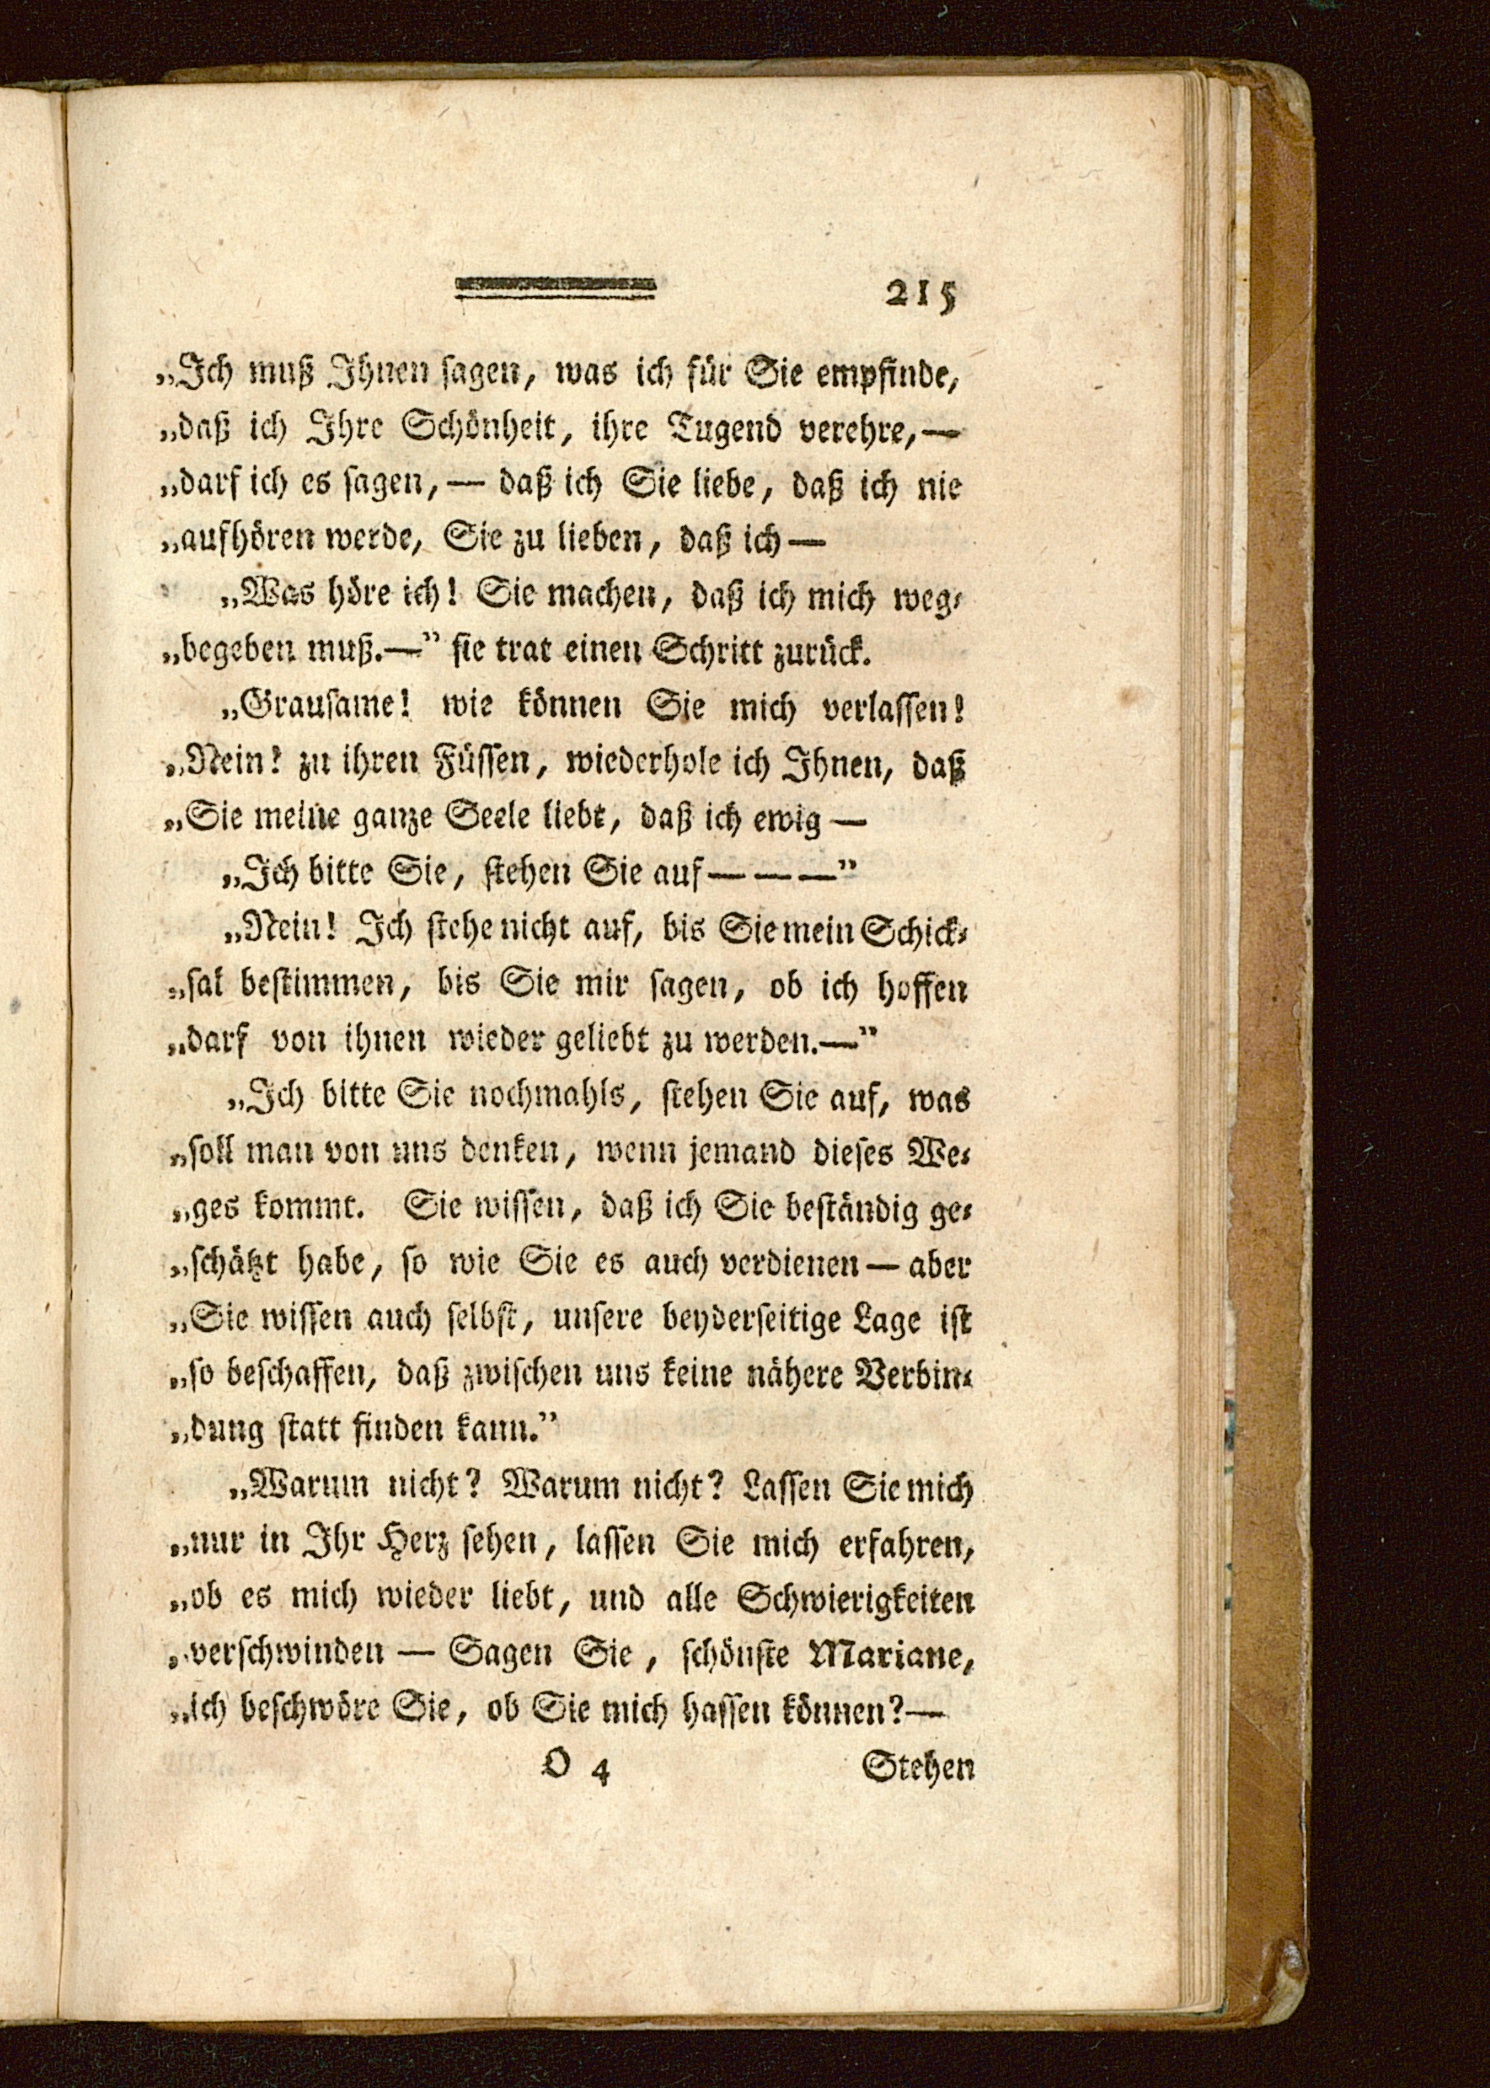 215
„Ich muß Ihnen sagen, was ich für Sie empfinde,
„daß ich Ihre Schönheit, ihre Tugend verehre,—
„darf ich es sagen,— daß ich Sie liebe, daß ich nie
„aufhören werde, Sie zu lieben, daß ich—
„Was höre ich! Sie machen, daß ich mich weg-
„begeben muß.—” sie trat einen Schritt zurück.
„Grausame! wie können Sie mich verlassen!
„Nein! zu ihren Füssen, wiederhole ich Ihnen, daß
„Sie meine ganze Seele liebt, daß ich ewig—
„Ich bitte Sie, stehen Sie auf— — —”
„Nein! Ich stehe nicht auf, bis Sie mein Schick-
„sal bestimmen, bis Sie mir sagen, ob ich hoffen
„darf von ihnen wieder geliebt zu werden.—”
„Ich bitte Sie nochmahls, stehen Sie auf, was
„soll man von uns denken, wenn jemand dieses We-
„ges kommt. Sie wissen, daß ich Sie beständig ge-
„schätzt habe, so wie Sie es auch verdienen— aber
„Sie wissen auch selbst, unsere beyderseitige Lage ist
„so beschaffen, daß zwischen uns keine nähere Verbin-
„dung statt finden kann.”
„Warum nicht? Warum nicht? Lassen Sie mich
„nur in Ihr Herz sehen, lassen Sie mich erfahren,
„ob es mich wieder liebt, und alle Schwierigkeiten
„verschwinden — Sagen Sie, schönste Mariane,
„ich beschwöre Sie, ob Sie mich hassen können?—
O 4 Stehen